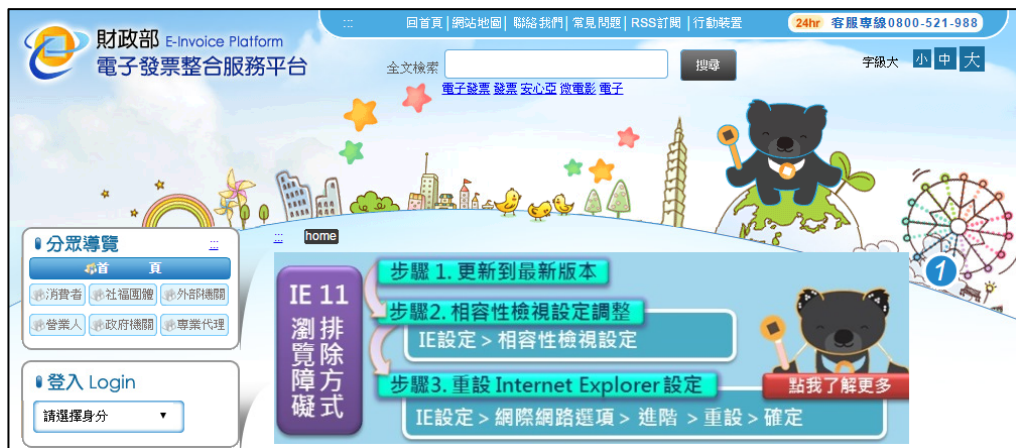 ::: 回首頁|網站地圖| 聯絡我們| 常見問題| RSS訂閱 |行動裝置 24hr 客服專線0800-521-988
財政部 E-Invoice Platform
電子發票整合服務平台
全文檢索 搜尋 字級大 小 中 大
電子發票 發票 安心亞 微電影 電子
分眾導覽 :::
首 頁
消費者 社福團體 外部機關
營業人 政府機關 專業代理
登入 Login
請選擇身分
::: home
IE 11
瀏覽障礙
排除方式
步驟 1. 更新到最新版本
步驟2. 相容性檢視設定調整
IE設定 > 相容性檢視設定
步驟3. 重設 Internet Explorer 設定
點我了解更多
IE設定 > 網際網路選項 > 進階 > 重設 > 確定
1